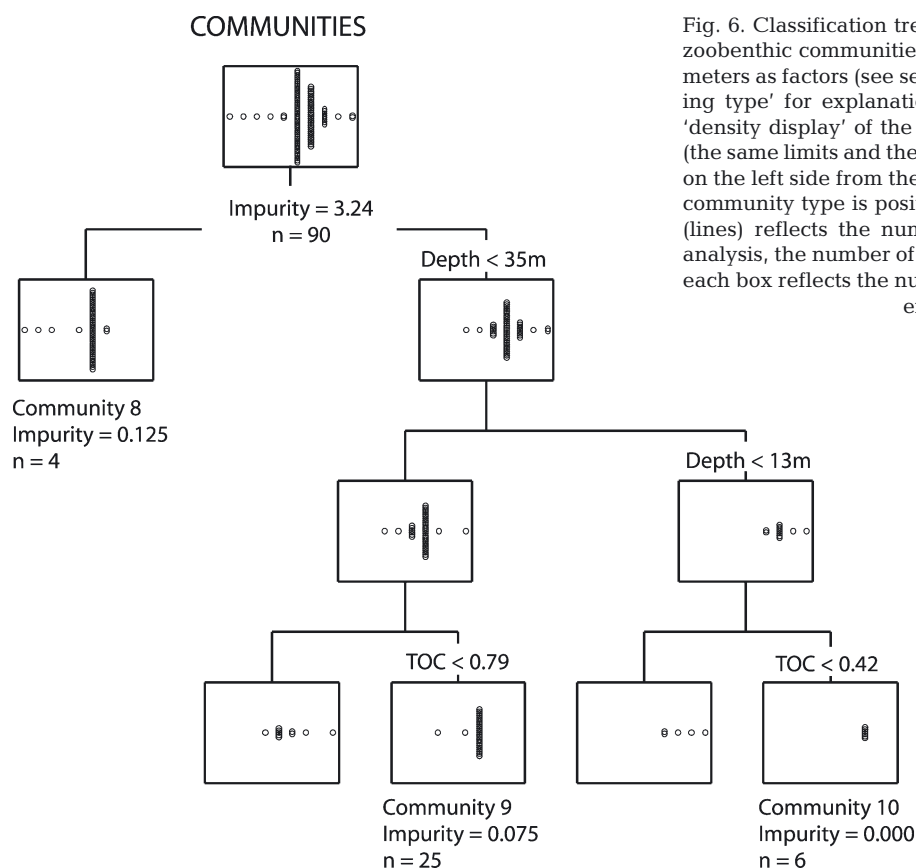 COMMUNITIES
Fig. 6. Classification tre
zoobenthic communitie
meters as factors (see se
ing type’ for explanati
‘density display’ of the
(the same limits and the
on the left side from the
community type is posit
(lines) reflects the num
analysis, the number of
each box reflects the nu
e
Impurity = 3.24
n = 90
Depth < 35m
Community 8
Impurity = 0.125
n = 4
Depth < 13m
TOC < 0.79
TOC < 0.42
Community 9
Impurity = 0.075
n = 25
Community 10
Impurity = 0.000
n = 6